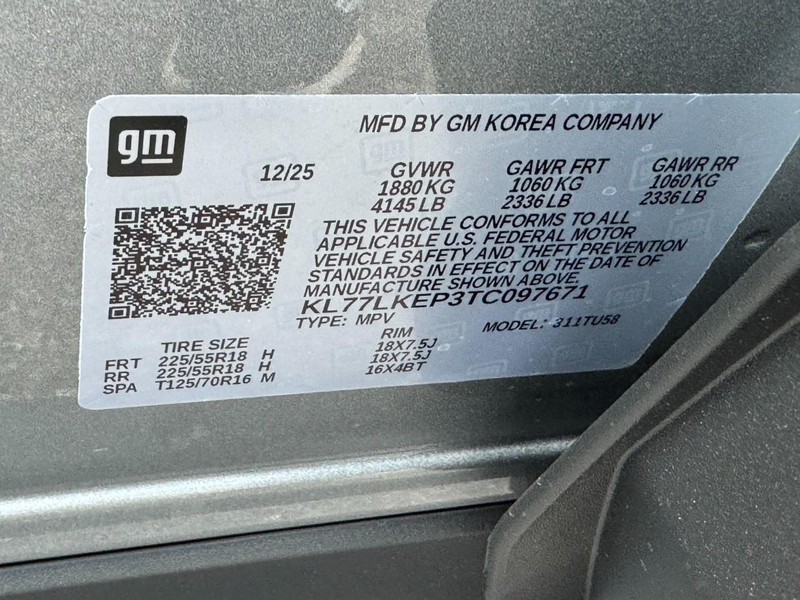 gm
MFD BY GM KOREA COMPANY
12/25 GVWR GAWR FRT GAWR RR
1880 KG 1060 KG 1060 KG
4145 LB 2336 LB 2336 LB
THIS VEHICLE CONFORMS TO ALL
APPLICABLE U.S. FEDERAL MOTOR
VEHICLE SAFETY AND THEFT PREVENTION
STANDARDS IN EFFECT ON THE DATE OF
MANUFACTURE SHOWN ABOVE.
KL77LKEP3TC097671
TYPE: MPV MODEL: 311TU58
TIRE SIZE RIM
FRT 225/55R18 H 18X7.5J
RR 225/55R18 H 18X7.5J
SPA T125/70R16 M 16X4BT